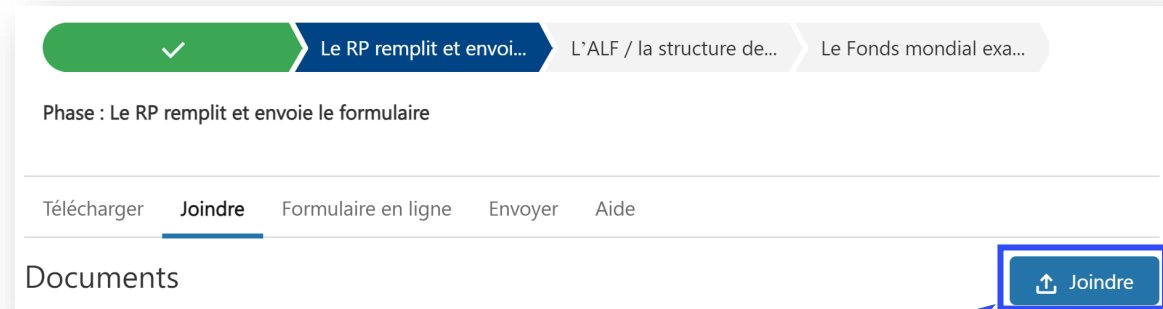 Le RP remplit et envoi... L’ALF / la structure de... Le Fonds mondial exa...
Phase : Le RP remplit et envoie le formulaire
Télécharger Joindre Formulaire en ligne Envoyer Aide
Documents Joindre